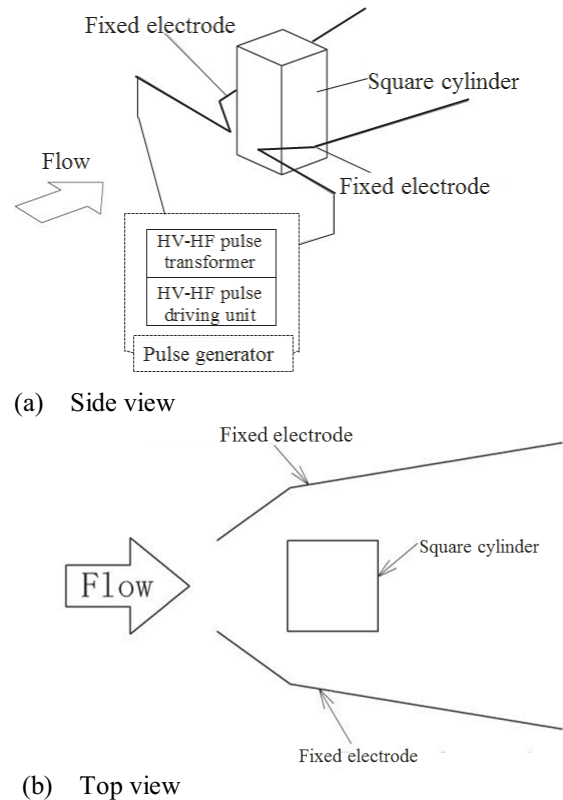 Fixed electrode
Square cylinder
Flow
Fixed electrode
HV-HF pulse
transformer
HV-HF pulse
driving unit
Pulse generator
(a) Side view
Fixed electrode
Square cylinder
Flow
Fixed electrode
(b) Top view